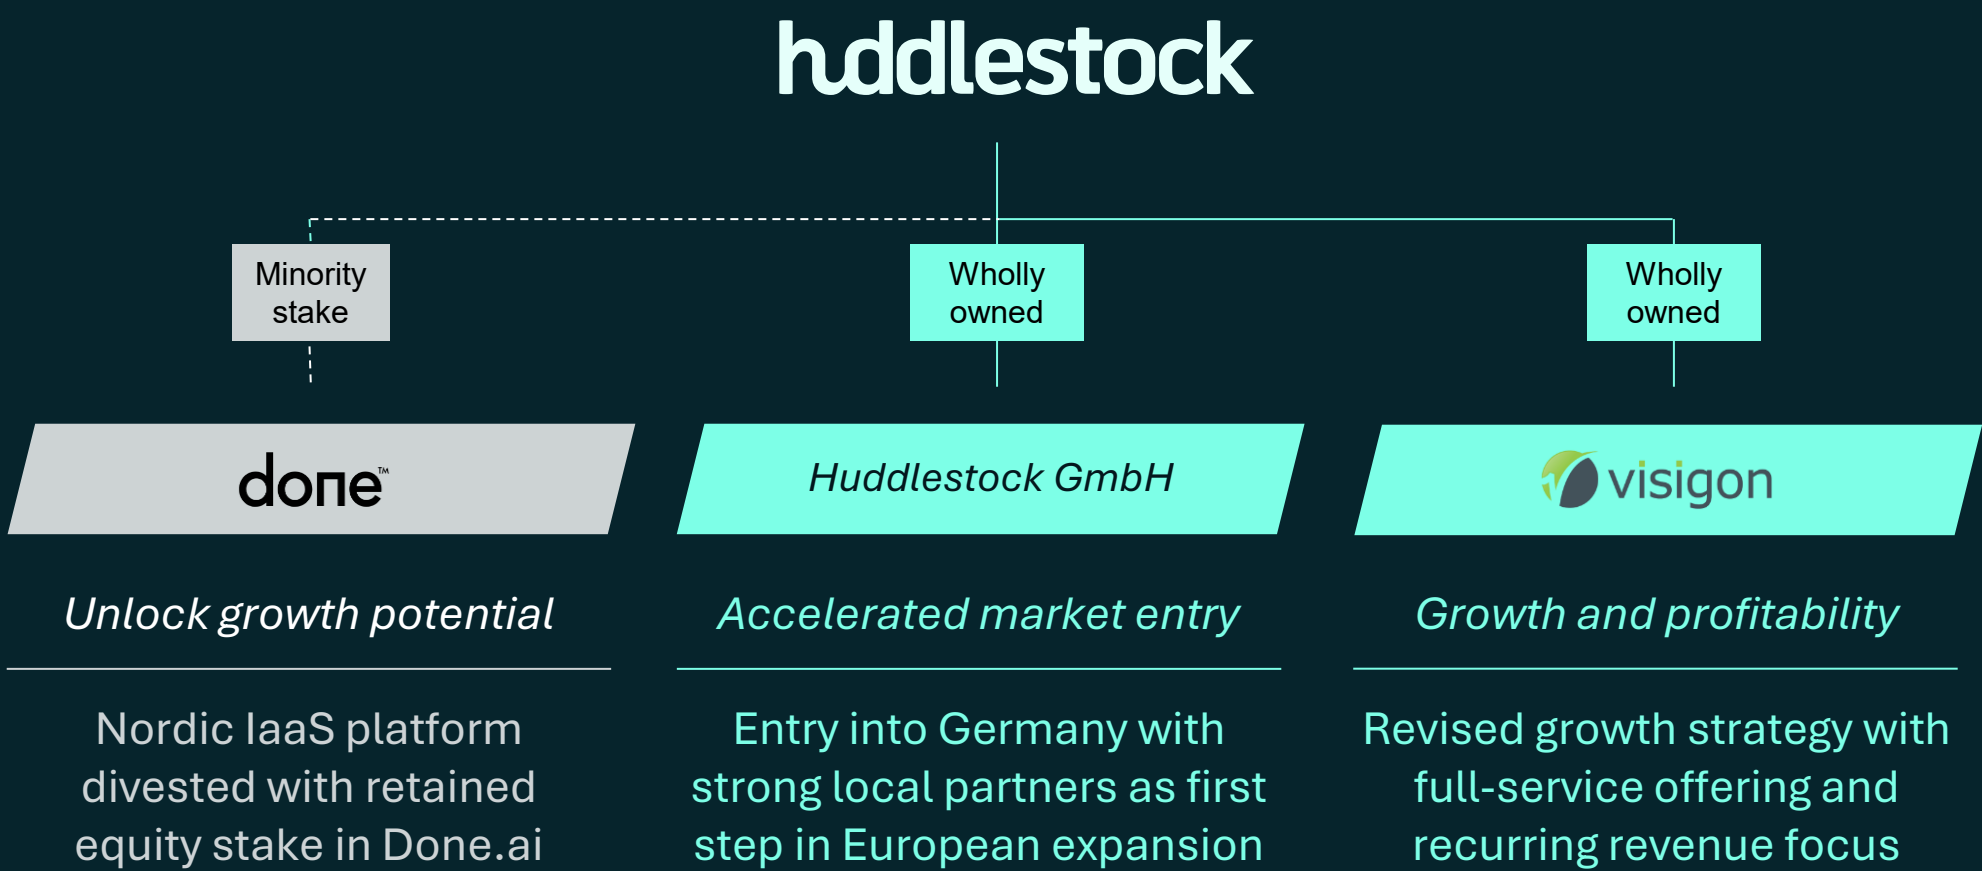 huddlestock
Minority
stake
Wholly
owned
Wholly
owned
done™
Huddlestock GmbH
visigon
Unlock growth potential
Accelerated market entry
Growth and profitability
Nordic IaaS platform
divested with retained
equity stake in Done.ai
Entry into Germany with
strong local partners as first
step in European expansion
Revised growth strategy with
full-service offering and
recurring revenue focus